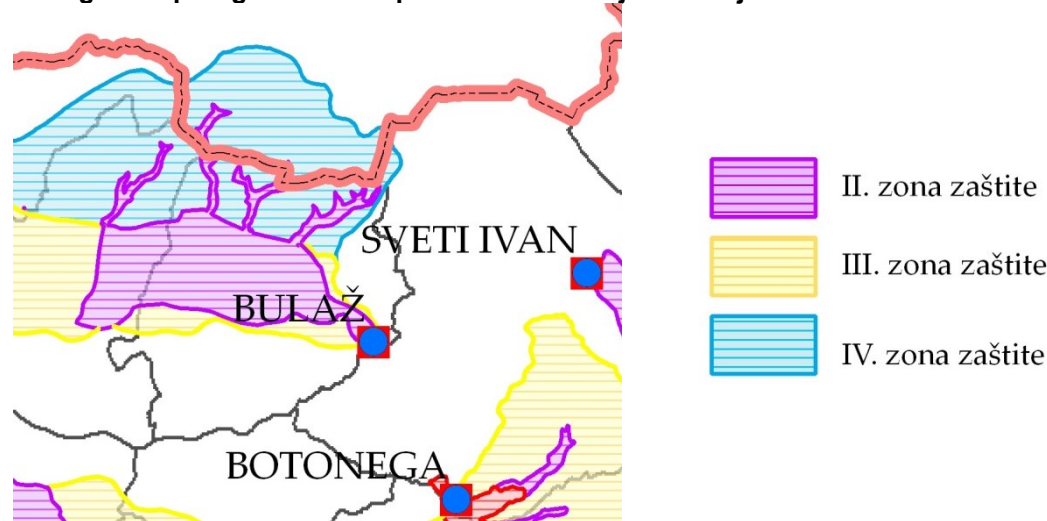 SVETI IVAN
BULAŽ
BOTONEGA
II. zona zaštite
III. zona zaštite
IV. zona zaštite